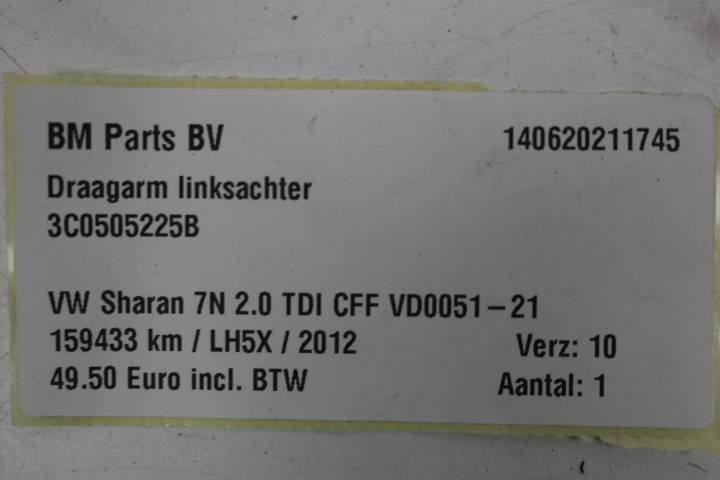 BM Parts BV 140620211745
Draagarm linksachter
3C0505225B
VW Sharan 7N 2.0 TDI CFF VD0051-21
159433 km / LH5X / 2012 Verz: 10
49.50 Euro incl. BTW Aantal: 1